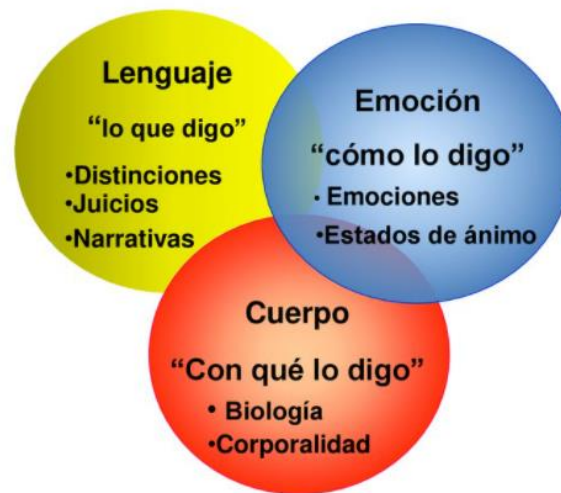 Lenguaje
“lo que digo”
•Distinciones
•Juicios
•Narrativas
Emoción
“cómo lo digo”
· Emociones
•Estados de ánimo
Cuerpo
“Con qué lo digo”
• Biología
•Corporalidad